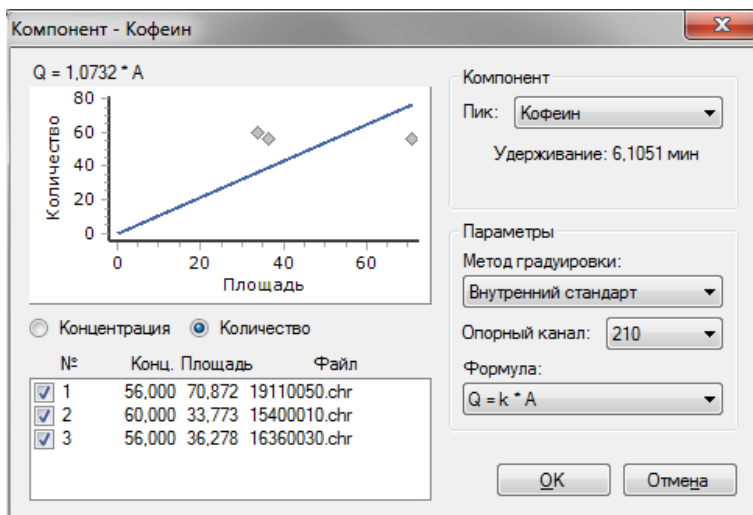 Компонент - Кофеин
Q = 1,0732 * A
Количество
80
60
40
20
0
0 20 40 60
Площадь
Концентрация Количество
№ Конц. Площадь Файл
1 56,000 70,872 19110050.chr
2 60,000 33,773 15400010.chr
3 56,000 36,278 16360030.chr
Компонент
Пик: Кофеин
Удерживание: 6,1051 мин
Параметры
Метод градуировки:
Внутренний стандарт
Опорный канал: 210
Формула:
Q = k * A
OK Отмена